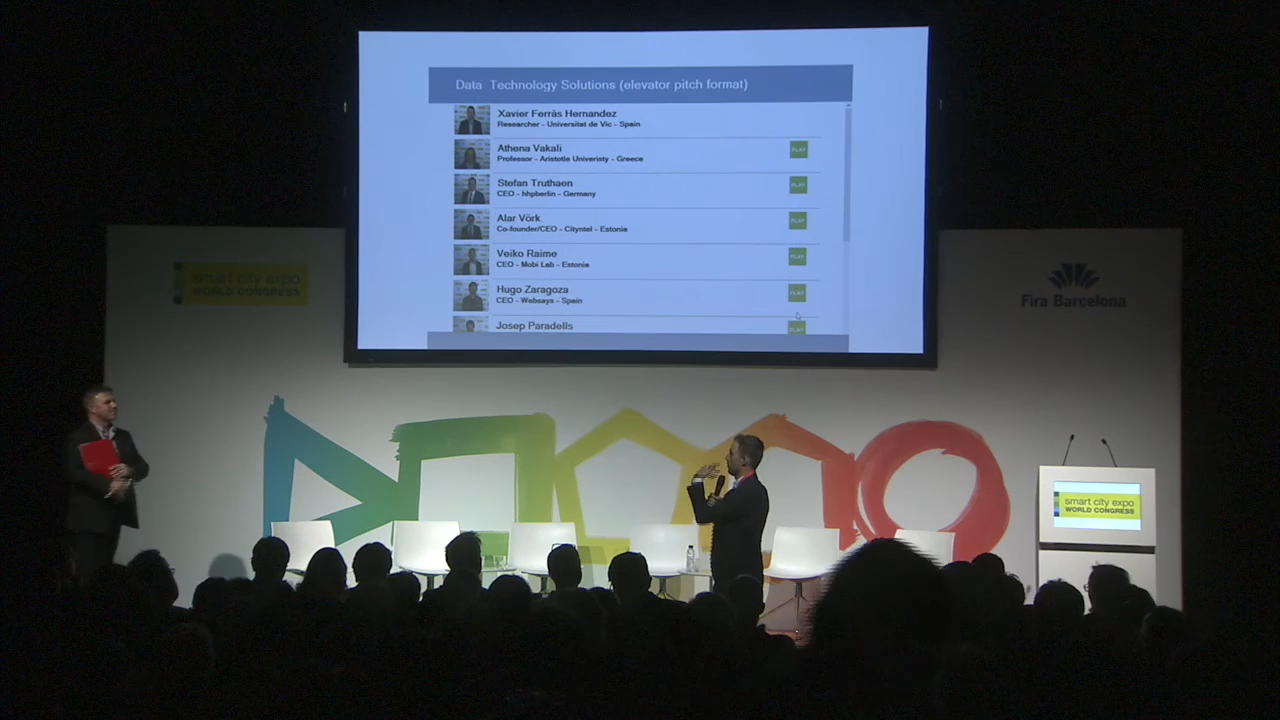 Data Technology Solutions (elevator pitch format)
Xavier Ferràs Hernandez
Researcher - Universitat de Vic - Spain
Athena Vakali
Professor - Aristotle Univeristy - Greece
PLAY
Stefan Truthaen
CEO - hhpberlin - Germany
PLAY
Alar Võrk
Co-founder/CEO - Cityntel - Estonia
PLAY
Veiko Raime
CEO - Mobi Lab - Estonia
PLAY
Hugo Zaragoza
CEO - Websays - Spain
PLAY
Josep Paradells
PLAY
smart city expo
WORLD CONGRESS
Fira Barcelona
smart city expo
WORLD CONGRESS